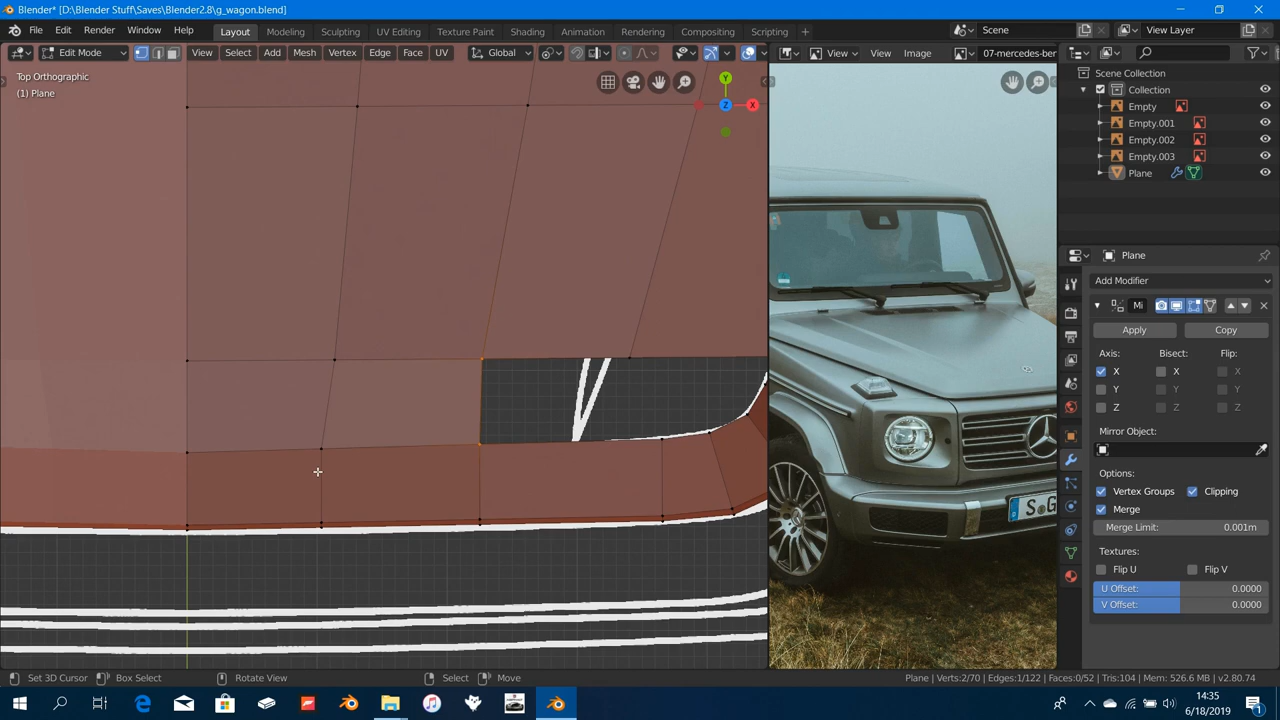 Blender* [D:\Blender Stuff\Saves\Blender2.8\g_wagon.blend]
File Edit Render Window Help Layout Modeling Sculpting UV Editing Texture Paint Shading Animation Rendering Compositing Scripting + Scene View Layer
Edit Mode View Select Add Mesh Vertex Edge Face UV Global View View Image 07-mercedes-ber
Top Orthographic
(1) Plane
Y
Z
X
Scene Collection
Collection
Empty
Empty.001
Empty.002
Empty.003
Plane
Plane
Add Modifier
Mi
Apply Copy
Axis: Bisect: Flip:
X X X
Y Y Y
Z Z Z
Mirror Object:
Options:
Vertex Groups Clipping
Merge
Merge Limit: 0.001m
Textures:
Flip U Flip V
U Offset: 0.0000
V Offset: 0.0000
Set 3D Cursor Box Select Rotate View Select Move Plane | Verts:2/70 | Edges:1/122 | Faces:0/52 | Tris:104 | Mem: 526.6 MB | v2.80.74
14:35
6/18/2019